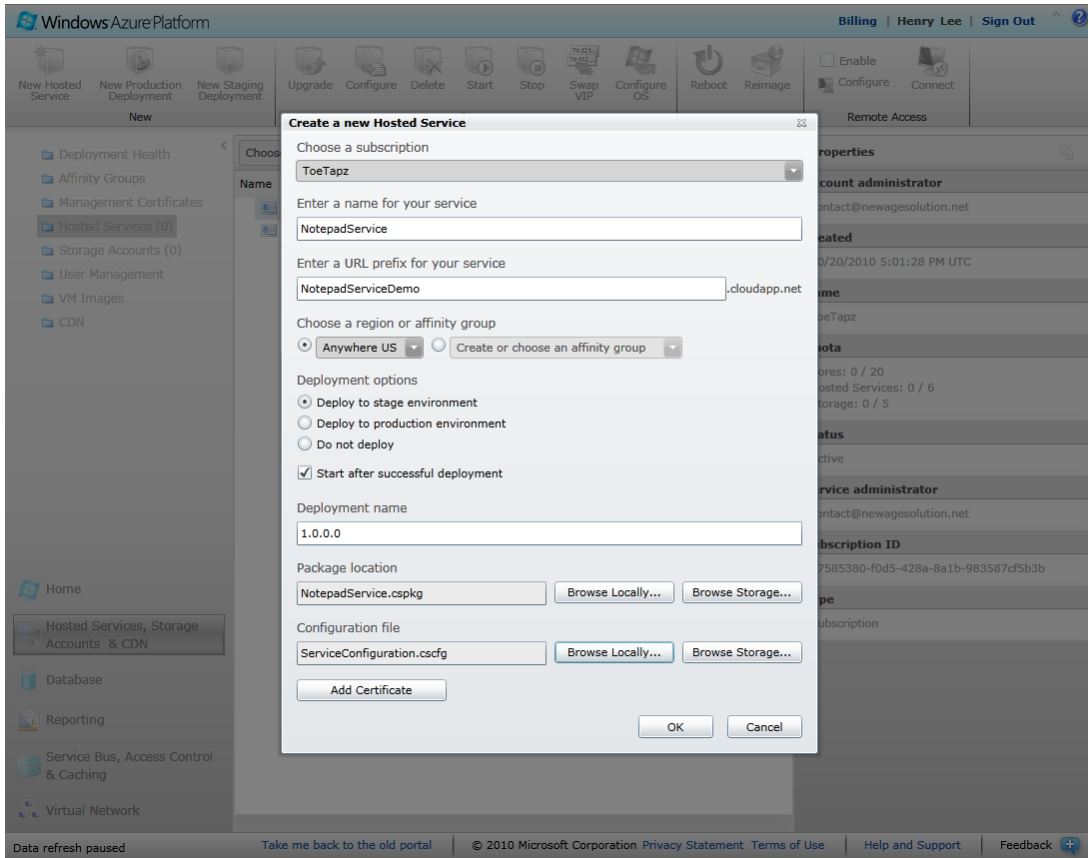 Windows Azure Platform
Billing | Henry Lee | Sign Out
New Hosted Service
New Production Deployment
New Staging Deployment
Upgrade
Configure
Delete
Start
Stop
Swap VIP
Configure OS
Reboot
Reimage
Enable
Configure
Connect
New
Remote Access
Deployment Health
Affinity Groups
Management Certificates
Hosted Services (0)
Storage Accounts (0)
User Management
VM Images
CDN
Home
Hosted Services, Storage
Accounts & CDN
Database
Reporting
Service Bus, Access Control
& Caching
Virtual Network
Name
Create a new Hosted Service
Choose a subscription
ToeTapz
Enter a name for your service
NotepadService
Enter a URL prefix for your service
NotepadServiceDemo
.cloudapp.net
Choose a region or affinity group
Anywhere US
Create or choose an affinity group
Deployment options
Deploy to stage environment
Deploy to production environment
Do not deploy
Start after successful deployment
Deployment name
1.0.0.0
Package location
NotepadService.cspkg
Browse Locally...
Browse Storage...
Configuration file
ServiceConfiguration.cscfg
Browse Locally...
Browse Storage...
Add Certificate
OK
Cancel
roperties
count administrator
ontact@newagesolution.net
eated
0/20/2010 5:01:28 PM UTC
me
oeTapz
ota
ores: 0 / 20
osted Services: 0 / 6
torage: 0 / 5
atus
ctive
rvice administrator
ontact@newagesolution.net
bscription ID
7585380-f0d5-428a-8a1b-983587cf5b3b
pe
ubscription
Data refresh paused
Take me back to the old portal
© 2010 Microsoft Corporation Privacy Statement Terms of Use
Help and Support
Feedback